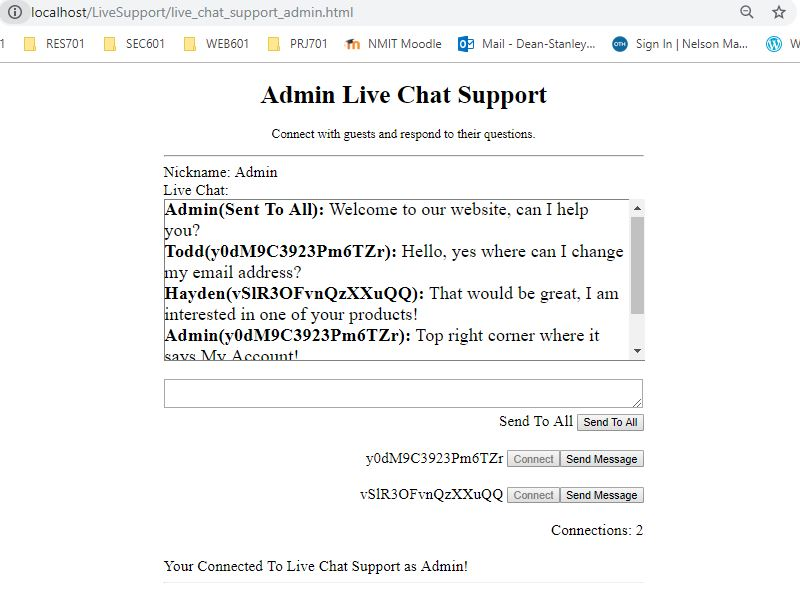 localhost/LiveSupport/live_chat_support_admin.html
1 RES701 SEC601 WEB601 PRJ701 NMIT Moodle Mail - Dean-Stanley... OTH Sign In | Nelson Ma... W
Admin Live Chat Support
Connect with guests and respond to their questions.
Nickname: Admin
Live Chat:
Admin(Sent To All): Welcome to our website, can I help
you?
Todd(y0dM9C3923Pm6TZr): Hello, yes where can I change
my email address?
Hayden(vSlR3OFvnQzXXuQQ): That would be great, I am
interested in one of your products!
Admin(y0dM9C3923Pm6TZr): Top right corner where it
says My Account!
Send To All Send To All
y0dM9C3923Pm6TZr Connect Send Message
vSlR3OFvnQzXXuQQ Connect Send Message
Connections: 2
Your Connected To Live Chat Support as Admin!